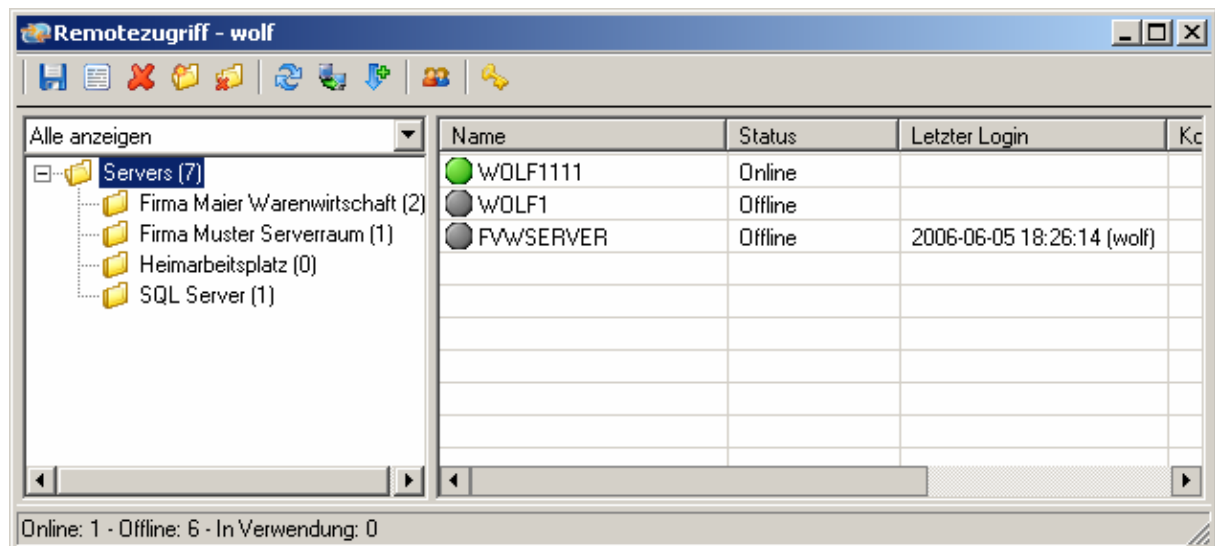 Remotezugriff - wolf
Alle anzeigen
Servers (7)
Firma Maier Warenwirtschaft (2)
Firma Muster Serverraum (1)
Heimarbeitsplatz (0)
SQL Server (1)
Name Status Letzter Login Kc
WOLF1111 Online
WOLF1 Offline
FVWSERVER Offline 2006-06-05 18:26:14 (wolf)
Online: 1 - Offline: 6 - In Verwendung: 0